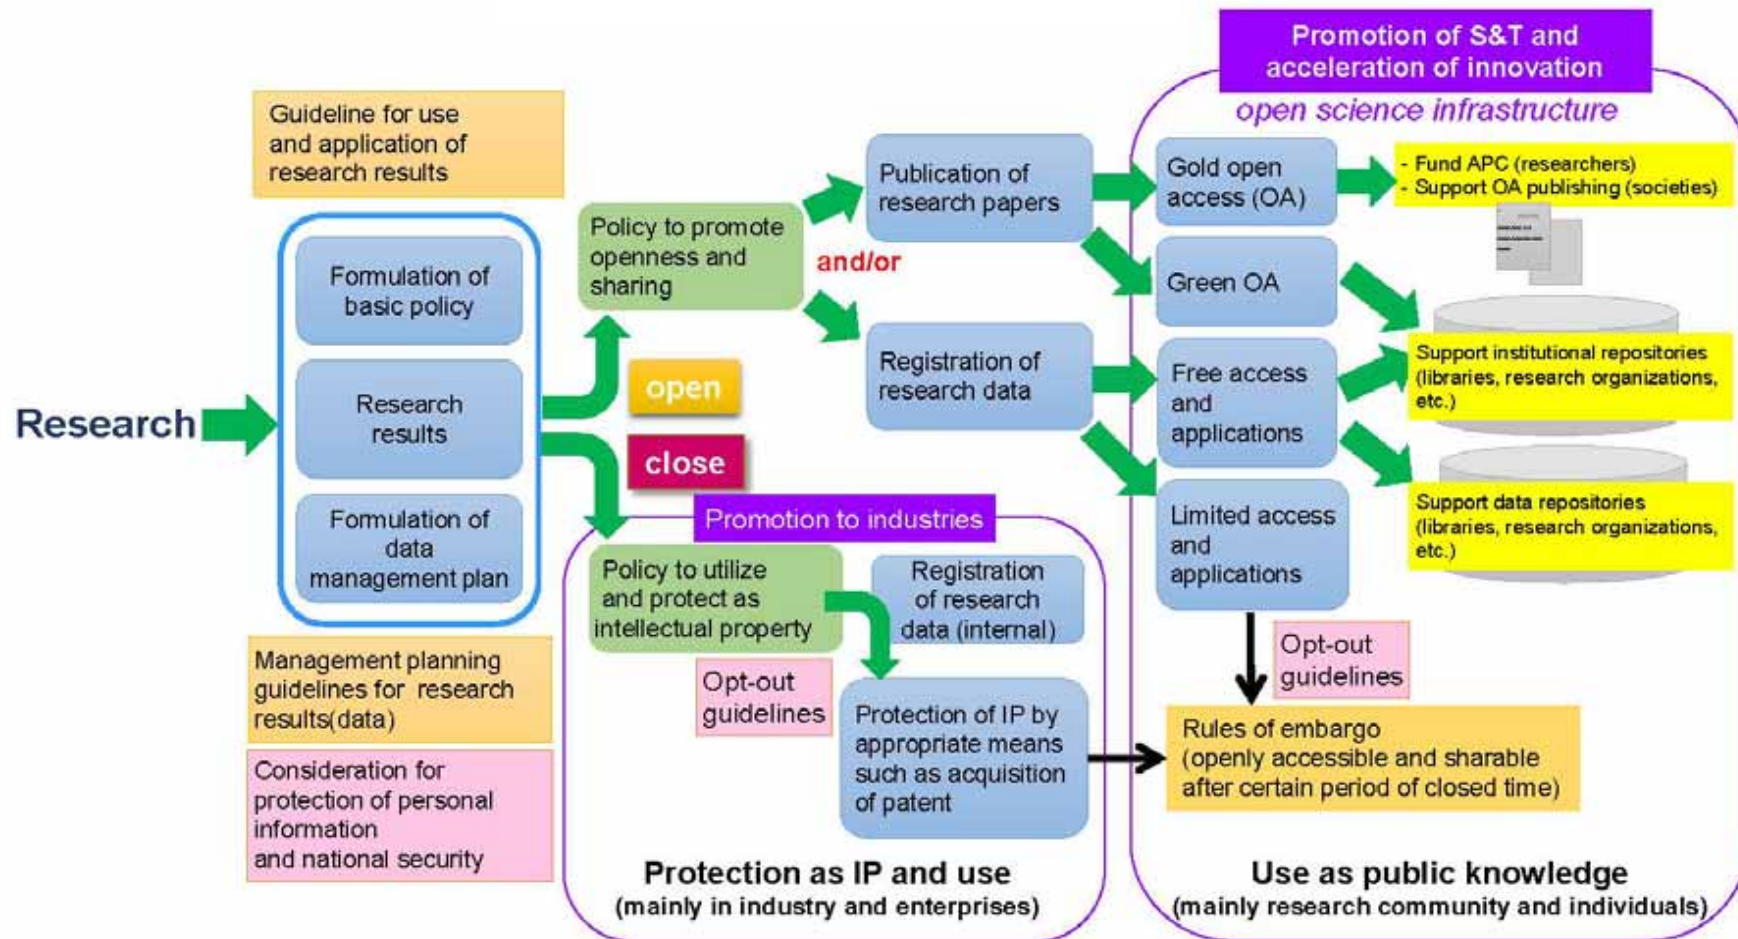 Promotion of S&T and
acceleration of innovation
open science infrastructure
Guideline for use
and application of
research results
Research
Formulation of
basic policy
Research
results
Formulation of
data
management plan
Management planning
guidelines for research
results(data)
Consideration for
protection of personal
information
and national security
Policy to promote
openness and
sharing
and/or
open
close
Publication of
research papers
Registration of
research data
Gold open
access (OA)
Green OA
Free access
and
applications
Limited access
and
applications
- Fund APC (researchers)
- Support OA publishing (societies)
Support institutional repositories
(libraries, research organizations,
etc.)
Support data repositories
(libraries, research organizations,
etc.)
Promotion to industries
Policy to utilize
and protect as
intellectual property
Registration
of research
data (internal)
Opt-out
guidelines
Protection of IP by
appropriate means
such as acquisition
of patent
Protection as IP and use
(mainly in industry and enterprises)
Opt-out
guidelines
Rules of embargo
(openly accessible and sharable
after certain period of closed time)
Use as public knowledge
(mainly research community and individuals)